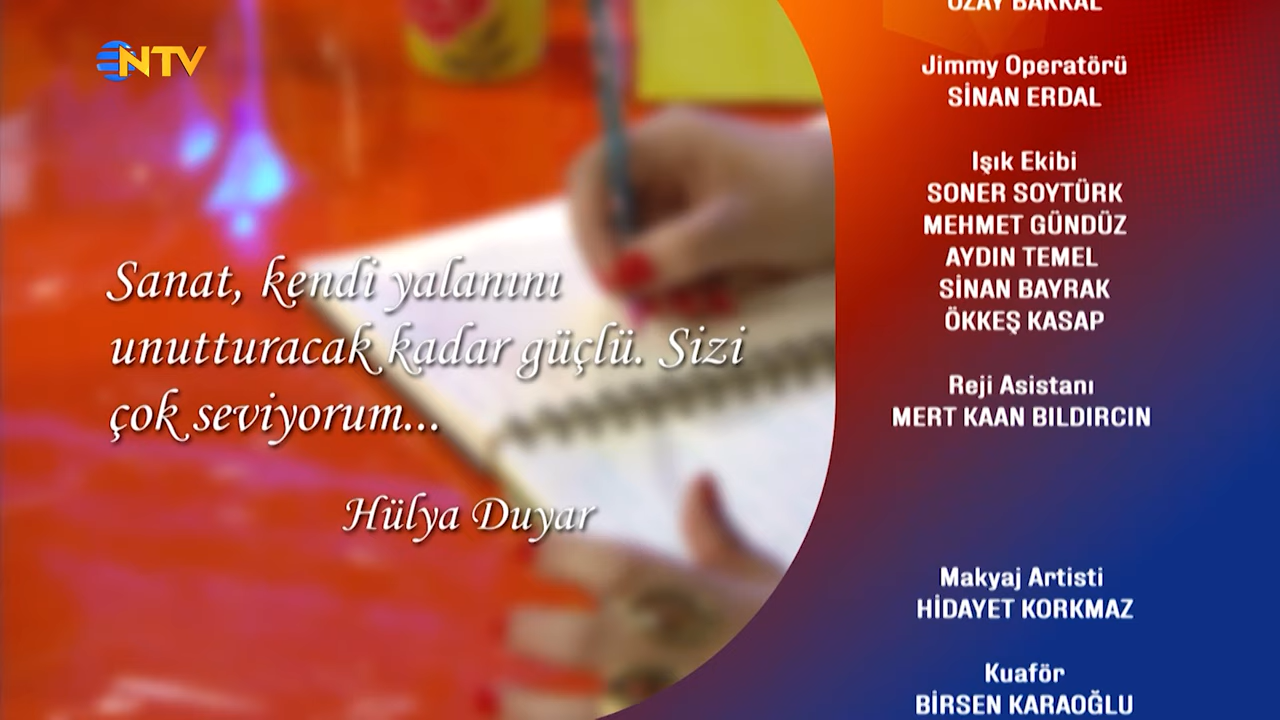 NTV
Sanat, kendi yalanını
unutturacak kadar güçlü. Sizi
çok seviyorum...
Hülya Duyar
ÖZAY BAKKAL
Jimmy Operatörü
SİNAN ERDAL
Işık Ekibi
SONER SOYTÜRK
MEHMET GÜNDÜZ
AYDIN TEMEL
SİNAN BAYRAK
ÖKKEŞ KASAP
Reji Asistanı
MERT KAAN BILDIRCIN
Makyaj Artisti
HİDAYET KORKMAZ
Kuaför
BİRSEN KARAOĞLU